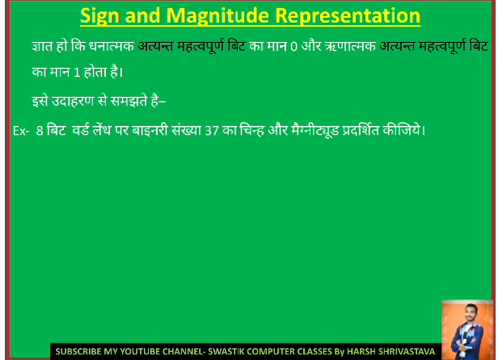 Sign and Magnitude Representation
ज्ञात हो कि धनात्मक अत्यन्त महत्वपूर्ण बिट का मान 0 और ऋणात्मक अत्यन्त महत्वपूर्ण बिट
का मान 1 होता है।
इसे उदाहरण से समझते है–
Ex- 8 बिट वर्ड लेंथ पर बाइनरी संख्या 37 का चिन्ह और मैग्नीट्यूड प्रदर्शित कीजिये।
SUBSCRIBE MY YOUTUBE CHANNEL- SWASTIK COMPUTER CLASSES By HARSH SHRIVASTAVA